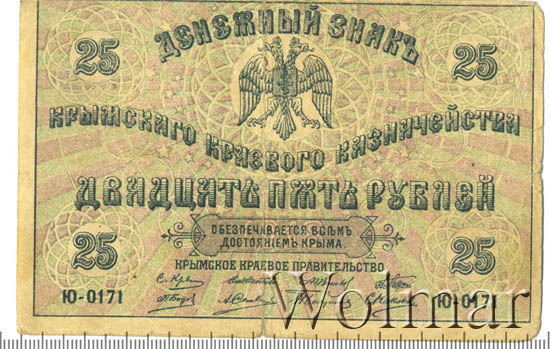 ДЕНЕЖНЫЙ ЗНАКЪ
25 25
КРЫМСКАГО КРАЕВОГО КАЗНАЧЕЙСТВА
ДВАДЦАТЬ ПЯТЬ РУБЛЕЙ
ОБЕЗПЕЧИВАЕТСЯ ВСѢМЪ
ДОСТОЯНІЕМЪ КРЫМА.
25 25
КРЫМСКОЕ КРАЕВОЕ ПРАВИТЕЛЬСТВО
Ю-0171 Ю-0171
Wolmar